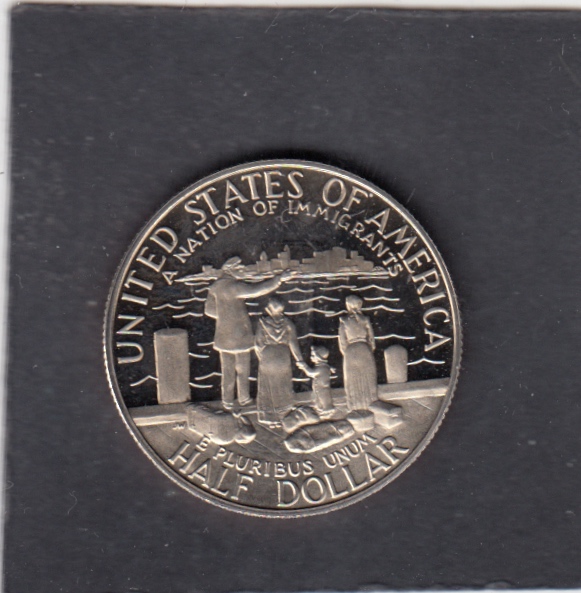 UNITED STATES OF AMERICA
A NATION OF IMMIGRANTS
E PLURIBUS UNUM
HALF DOLLAR